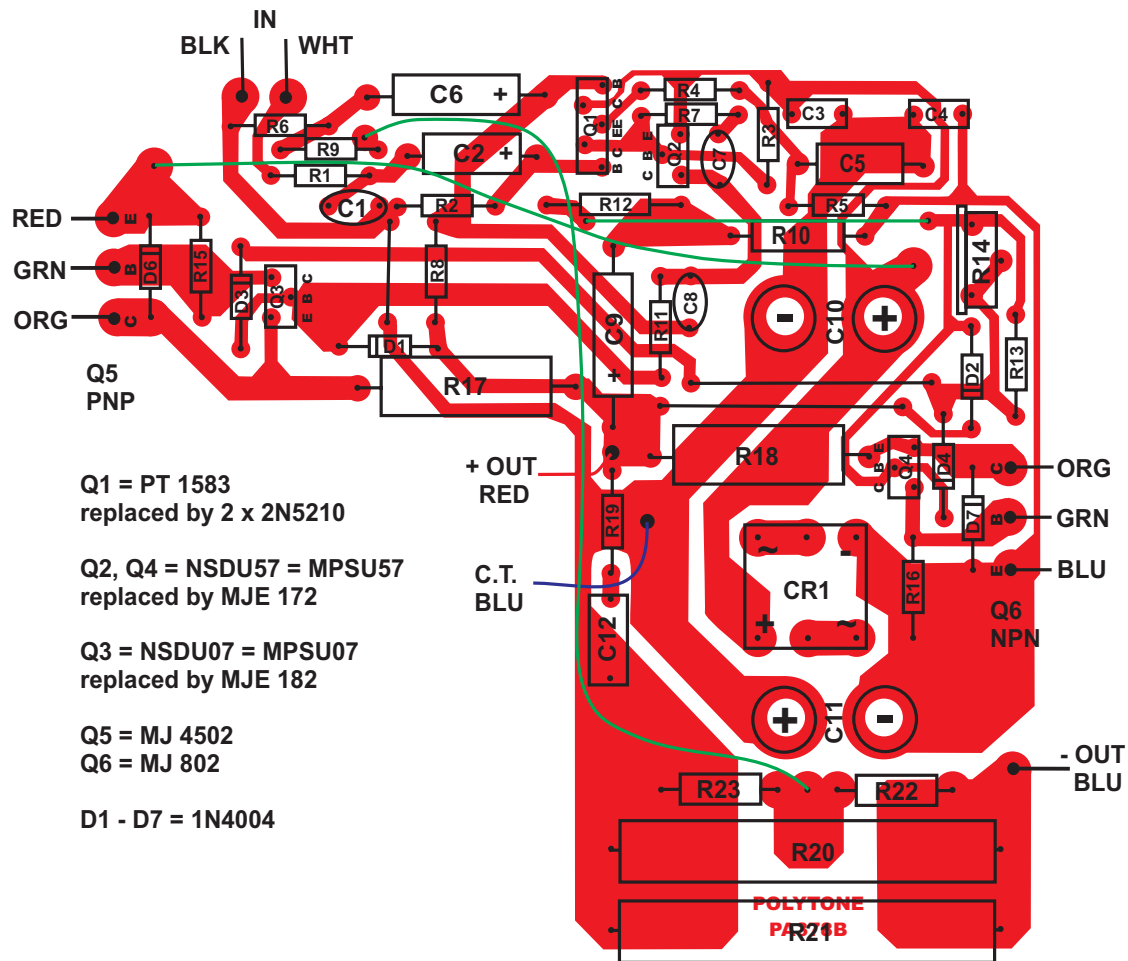 IN
BLK WHT
C6 +
R6
R9
R1
C2 +
C1
R2
Q1
B
C
E E
C
B
R4
R7
E
B
C
Q2
C7
R3
C3
C4
C5
R12
R5
R10
R14
RED
GRN
ORG
E
B
C
D6
R15
D3
Q3
C
B
E
R8
D1
R17
C9
+
R11
C8
-
C10
+
D2
R13
Q5
PNP
+ OUT
RED
R18
E
B
C
Q4
D4
D7
C
B
E
ORG
GRN
BLU
Q6
NPN
R16
R19
C.T.
BLU
C12
~ -
CR1
+ ~
+
C11
-
Q1 = PT 1583
replaced by 2 x 2N5210
Q2, Q4 = NSDU57 = MPSU57
replaced by MJE 172
Q3 = NSDU07 = MPSU07
replaced by MJE 182
Q5 = MJ 4502
Q6 = MJ 802
D1 - D7 = 1N4004
- OUT
BLU
R23
R22
R20
POLYTONE
R21